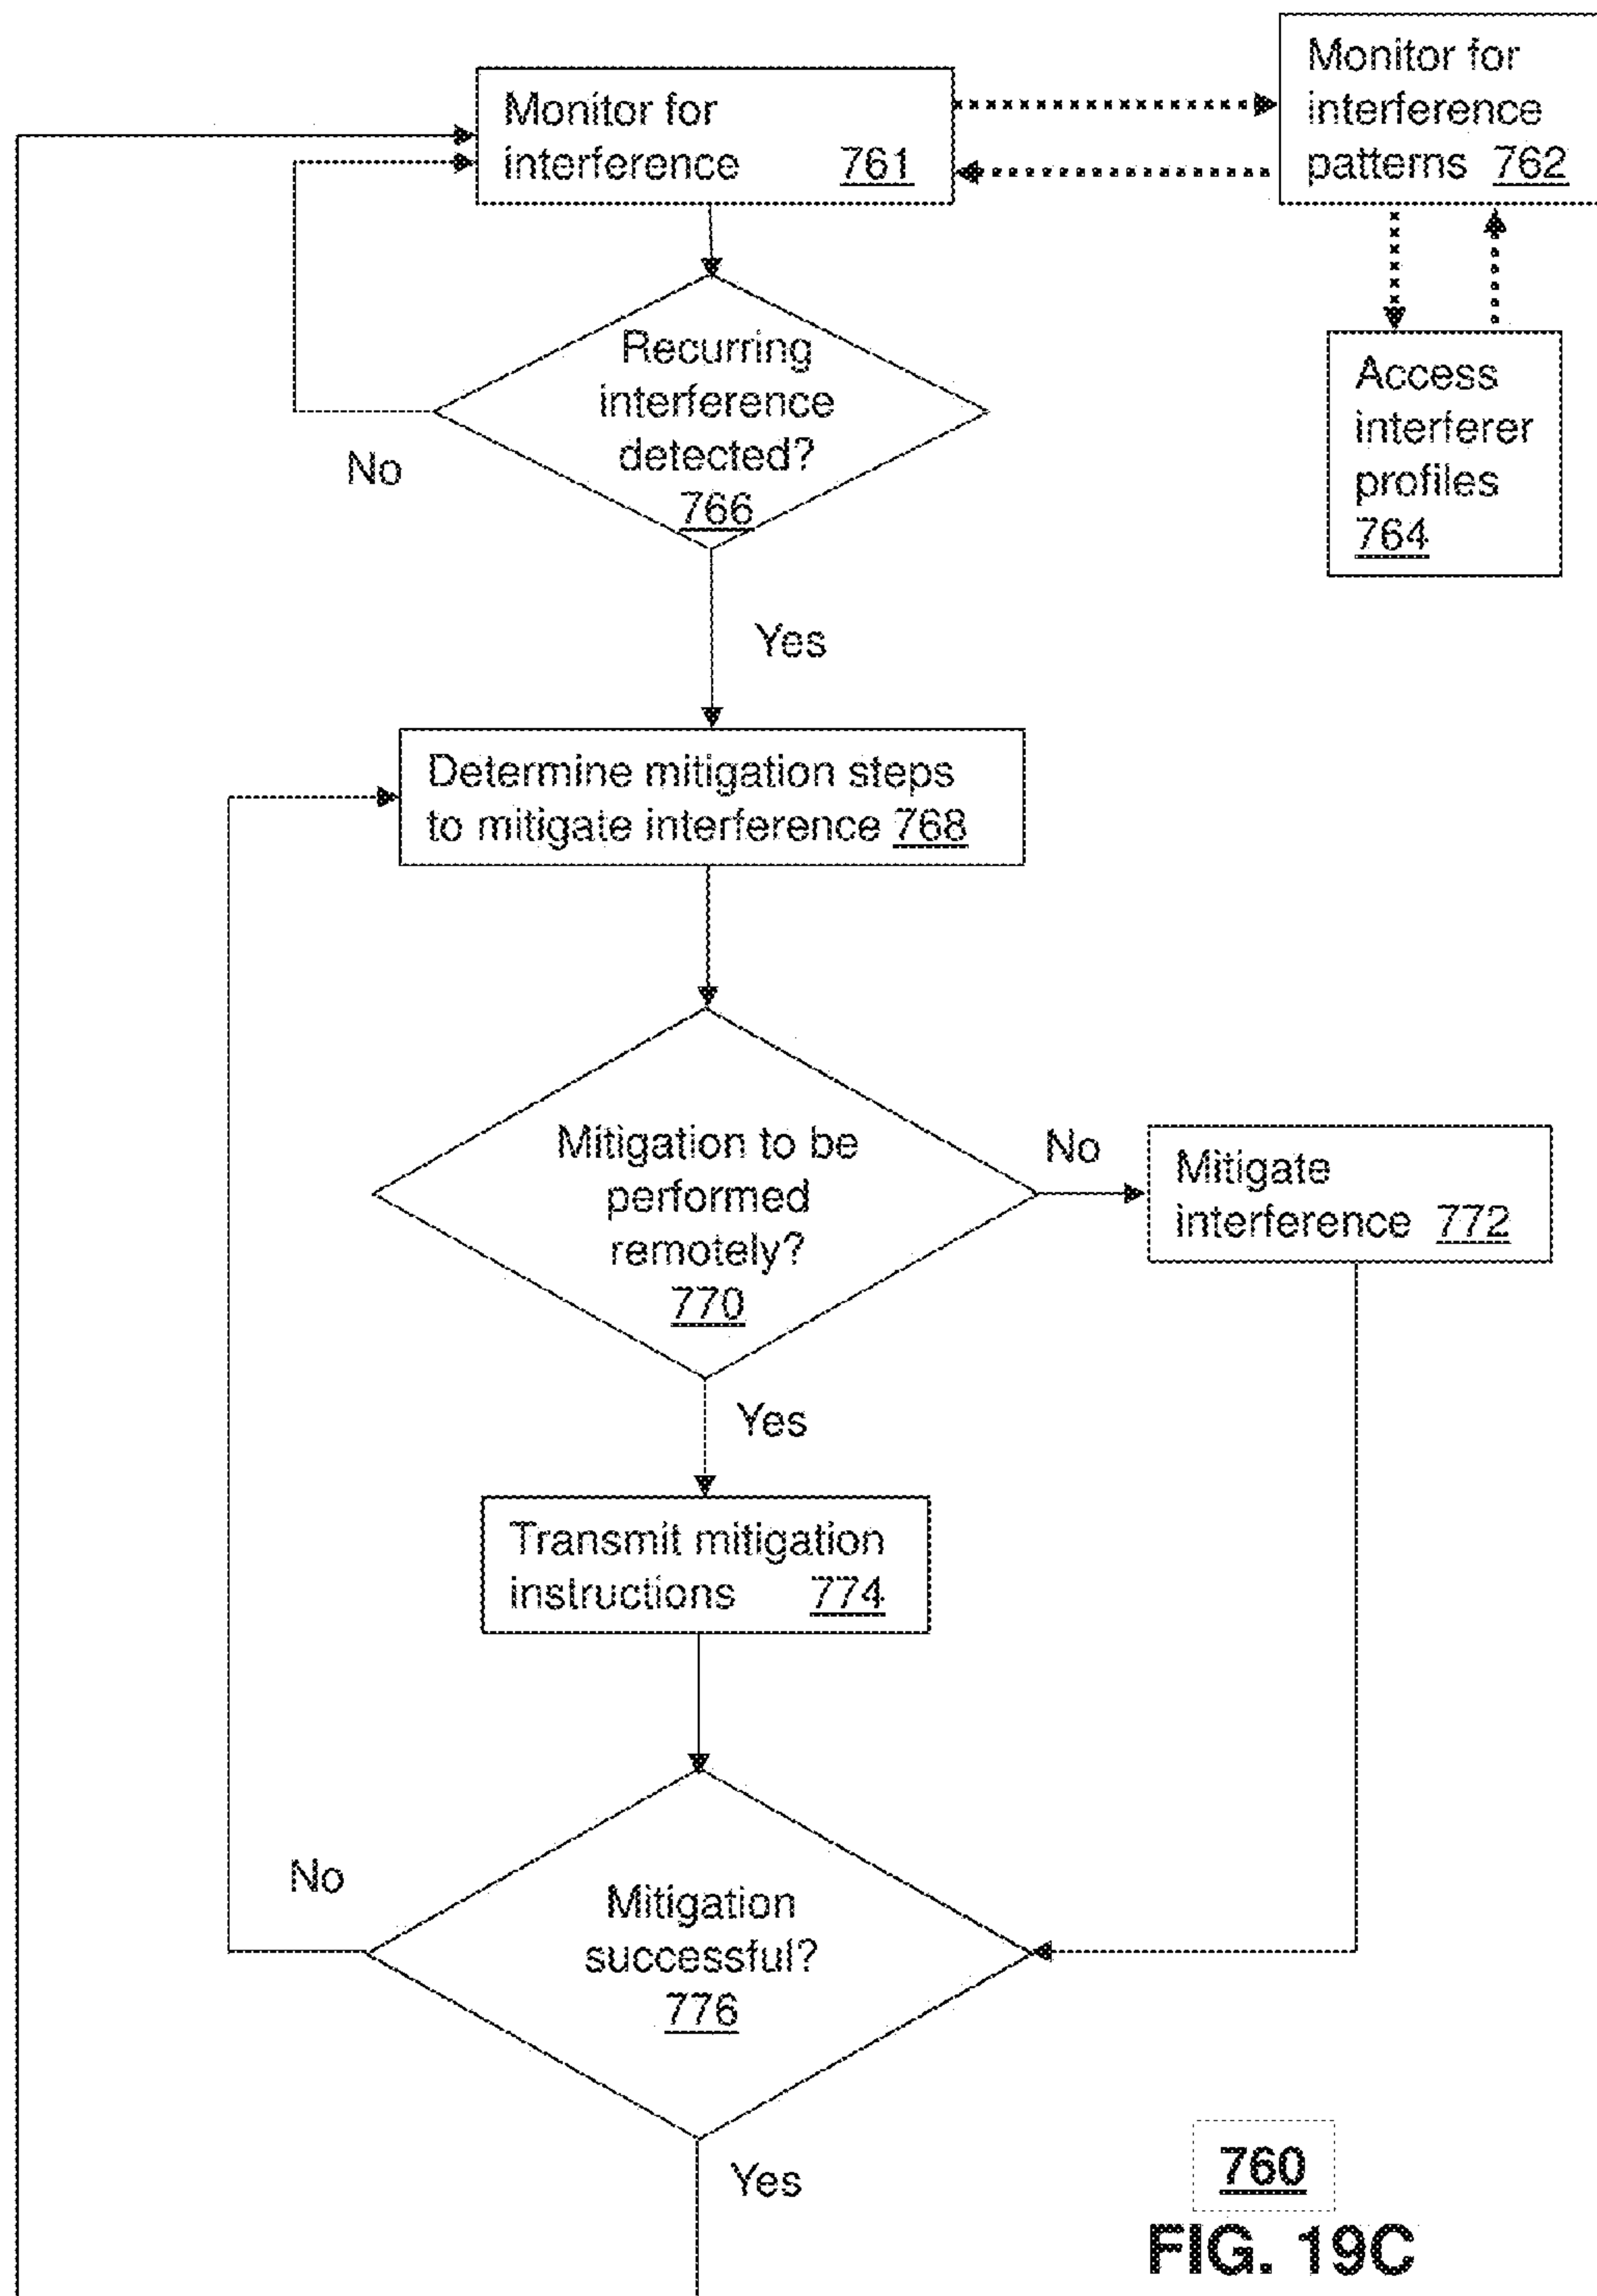 Monitor for
interference 761
Monitor for
interference
patterns 762
Recurring
interference
detected?
766
No
Access
interferer
profiles
764
Yes
Determine mitigation steps
to mitigate interference 768
Mitigation to be
performed
remotely?
770
No
Mitigate
interference 772
Yes
Transmit mitigation
instructions 774
No
Mitigation
successful?
776
Yes
760
FIG. 19C